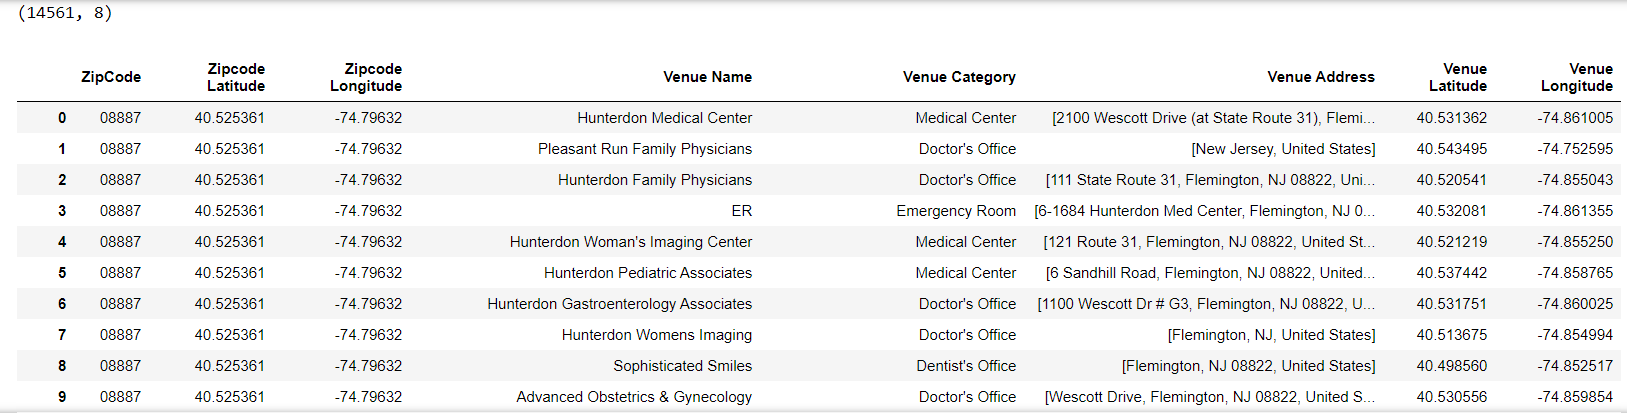 (14561, 8)
ZipCode Zipcode Latitude Zipcode Longitude Venue Name Venue Category Venue Address Venue Latitude Venue Longitude
0 08887 40.525361 -74.79632 Hunterdon Medical Center Medical Center [2100 Wescott Drive (at State Route 31), Flemi... 40.531362 -74.861005
1 08887 40.525361 -74.79632 Pleasant Run Family Physicians Doctor's Office [New Jersey, United States] 40.543495 -74.752595
2 08887 40.525361 -74.79632 Hunterdon Family Physicians Doctor's Office [111 State Route 31, Flemington, NJ 08822, Uni... 40.520541 -74.855043
3 08887 40.525361 -74.79632 ER Emergency Room [6-1684 Hunterdon Med Center, Flemington, NJ 0... 40.532081 -74.861355
4 08887 40.525361 -74.79632 Hunterdon Woman's Imaging Center Medical Center [121 Route 31, Flemington, NJ 08822, United St... 40.521219 -74.855250
5 08887 40.525361 -74.79632 Hunterdon Pediatric Associates Medical Center [6 Sandhill Road, Flemington, NJ 08822, United... 40.537442 -74.858765
6 08887 40.525361 -74.79632 Hunterdon Gastroenterology Associates Doctor's Office [1100 Wescott Dr # G3, Flemington, NJ 08822, U... 40.531751 -74.860025
7 08887 40.525361 -74.79632 Hunterdon Womens Imaging Doctor's Office [Flemington, NJ, United States] 40.513675 -74.854994
8 08887 40.525361 -74.79632 Sophisticated Smiles Dentist's Office [Flemington, NJ 08822, United States] 40.498560 -74.852517
9 08887 40.525361 -74.79632 Advanced Obstetrics & Gynecology Doctor's Office [Wescott Drive, Flemington, NJ 08822, United S... 40.530556 -74.859854